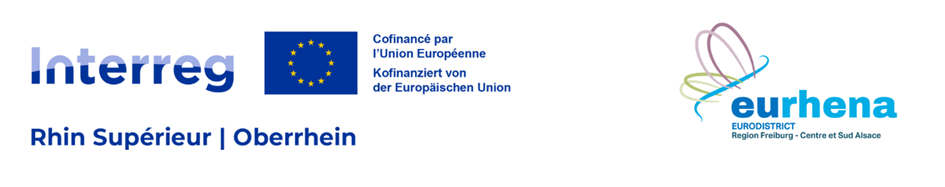 Interreg
Cofinancé par
l'Union Européenne
Kofinanziert von
der Europäischen Union
Rhin Supérieur | Oberrhein
eurhena
EURODISTRICT
Region Freiburg - Centre et Sud Alsace